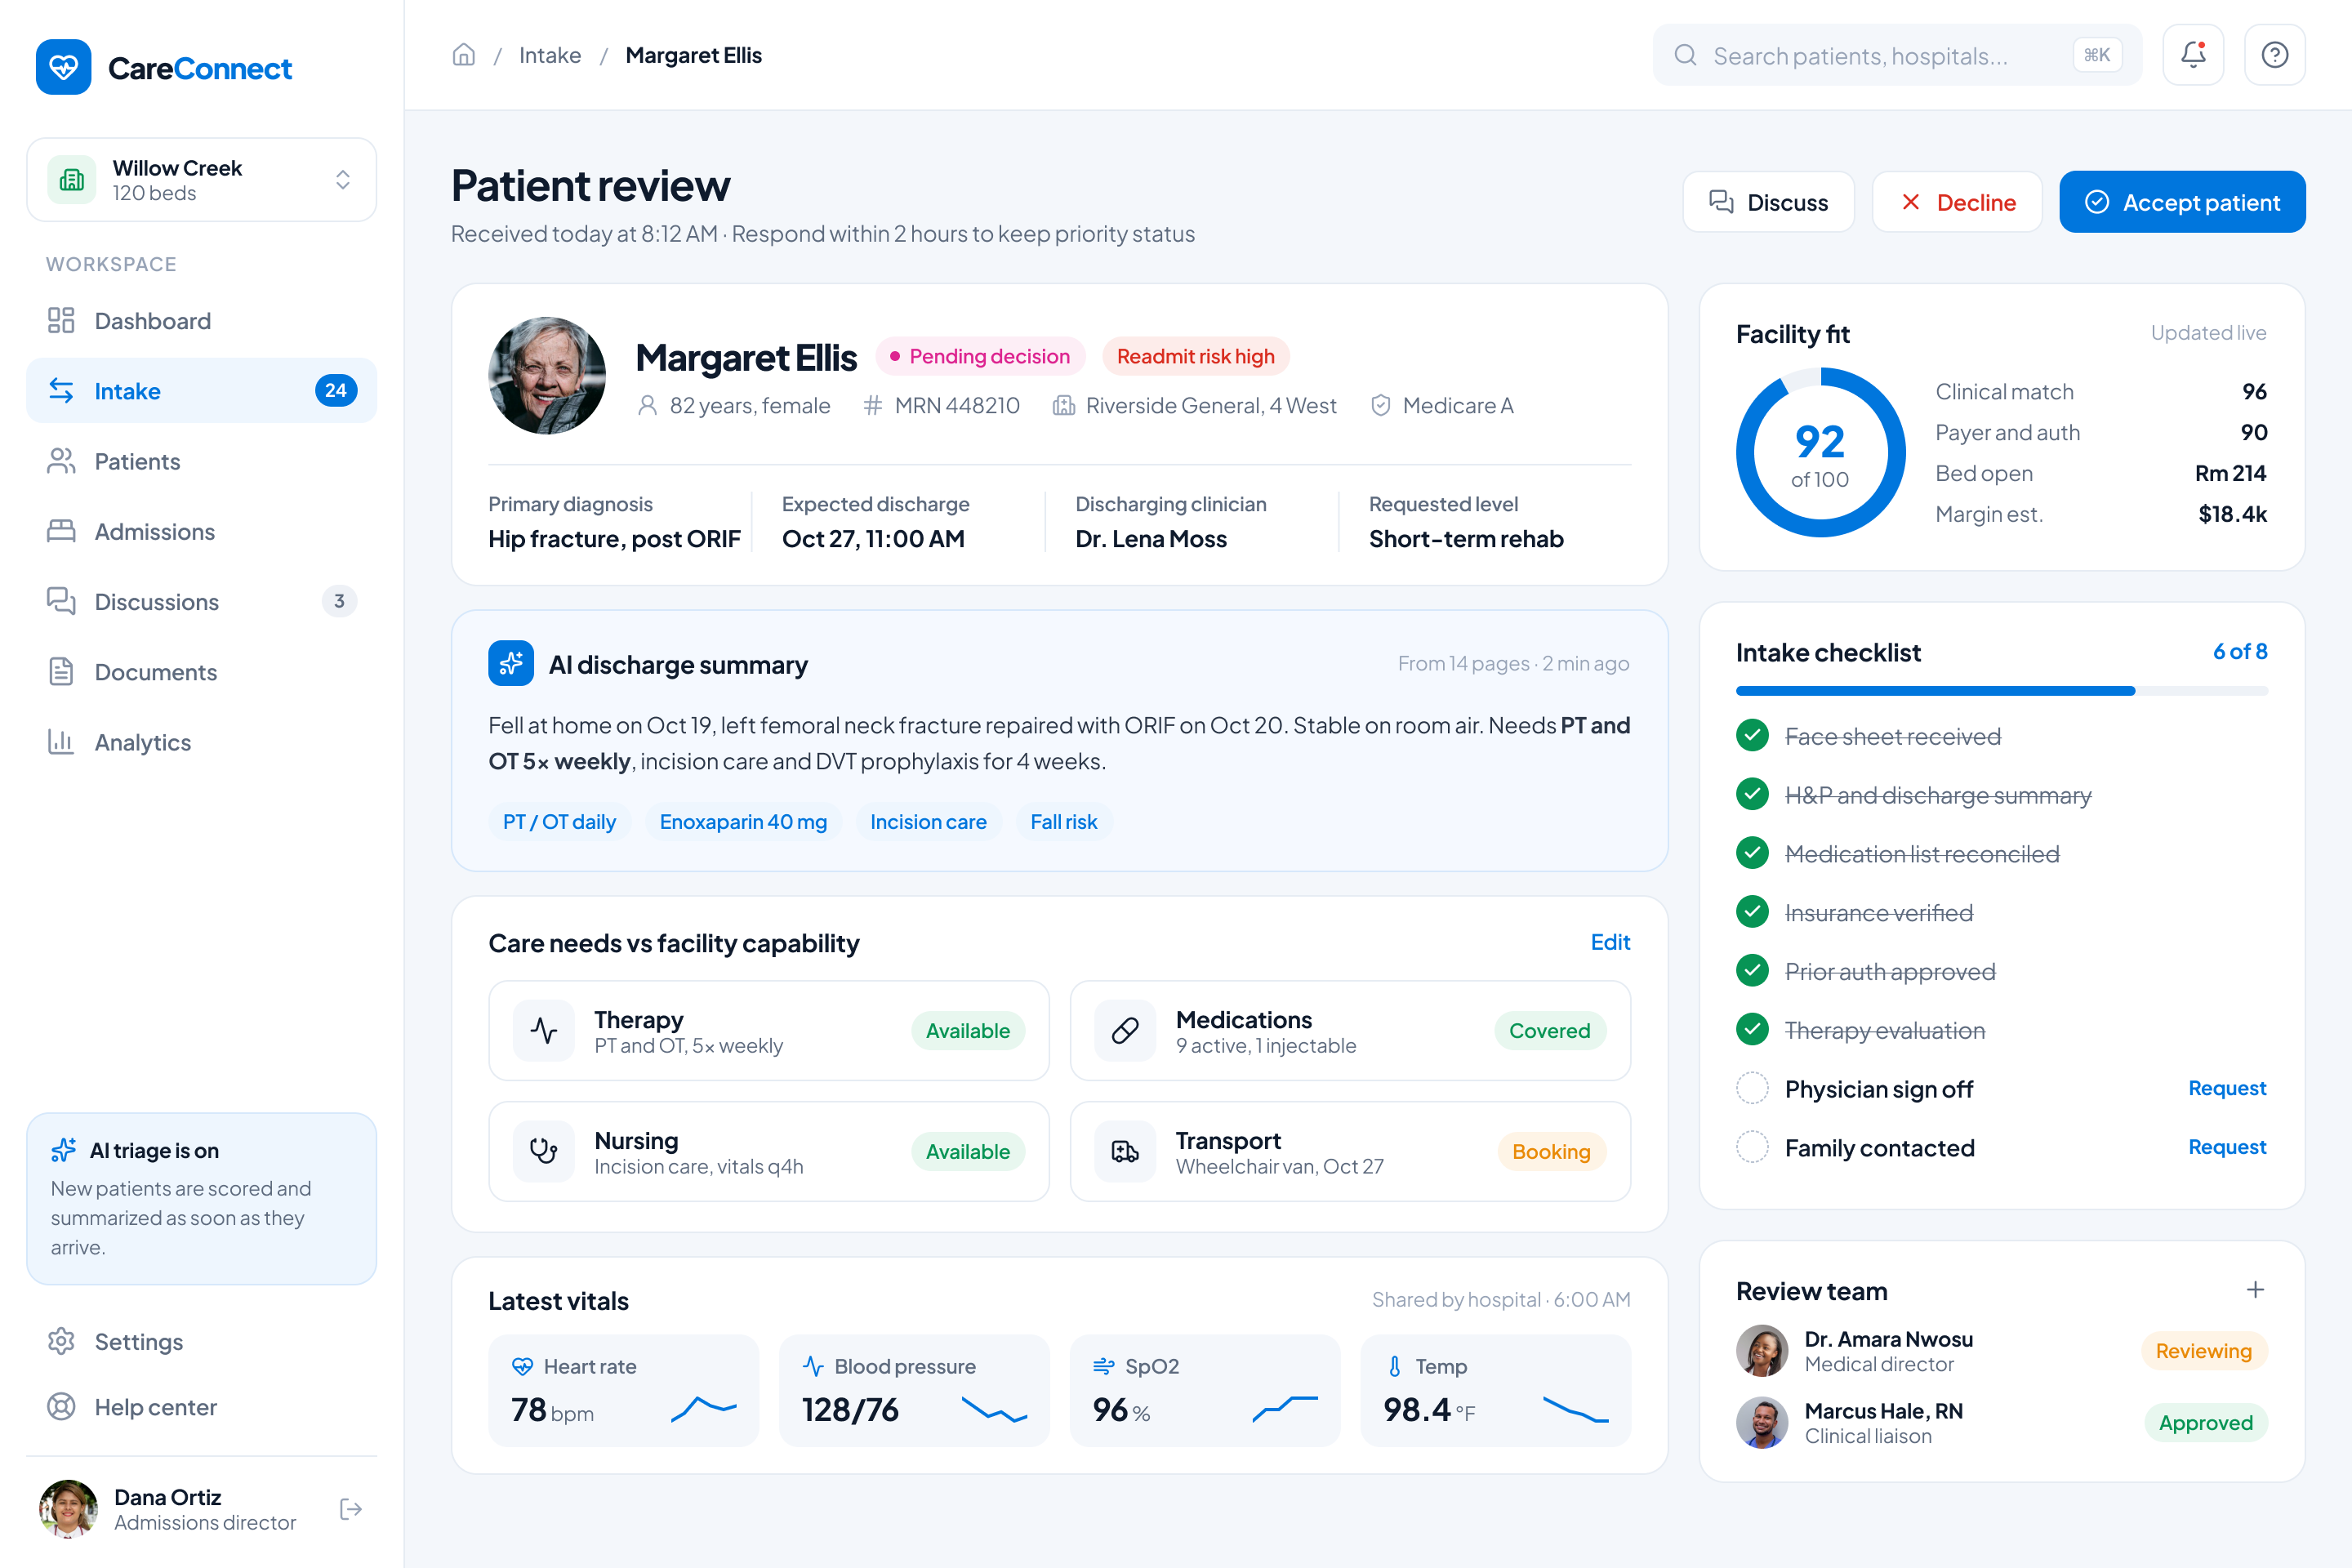 CareConnect
Willow Creek
120 beds
WORKSPACE
Dashboard
Intake 24
Patients
Admissions
Discussions 3
Documents
Analytics
AI triage is on
New patients are scored and
summarized as soon as they
arrive.
Settings
Help center
Dana Ortiz
Admissions director
/ Intake / Margaret Ellis
Search patients, hospitals... ⌘K
Patient review
Received today at 8:12 AM · Respond within 2 hours to keep priority status
Discuss
Decline
Accept patient
Margaret Ellis
Pending decision
Readmit risk high
82 years, female
MRN 448210
Riverside General, 4 West
Medicare A
Primary diagnosis
Hip fracture, post ORIF
Expected discharge
Oct 27, 11:00 AM
Discharging clinician
Dr. Lena Moss
Requested level
Short-term rehab
AI discharge summary
From 14 pages · 2 min ago
Fell at home on Oct 19, left femoral neck fracture repaired with ORIF on Oct 20. Stable on room air. Needs PT and
OT 5× weekly, incision care and DVT prophylaxis for 4 weeks.
PT / OT daily
Enoxaparin 40 mg
Incision care
Fall risk
Care needs vs facility capability
Edit
Therapy
PT and OT, 5× weekly
Available
Medications
9 active, 1 injectable
Covered
Nursing
Incision care, vitals q4h
Available
Transport
Wheelchair van, Oct 27
Booking
Latest vitals
Shared by hospital · 6:00 AM
Heart rate
78 bpm
Blood pressure
128/76
SpO2
96 %
Temp
98.4 °F
Facility fit
Updated live
92
of 100
Clinical match 96
Payer and auth 90
Bed open Rm 214
Margin est. $18.4k
Intake checklist
6 of 8
Face sheet received
H&P and discharge summary
Medication list reconciled
Insurance verified
Prior auth approved
Therapy evaluation
Physician sign off Request
Family contacted Request
Review team
Dr. Amara Nwosu
Medical director
Reviewing
Marcus Hale, RN
Clinical liaison
Approved